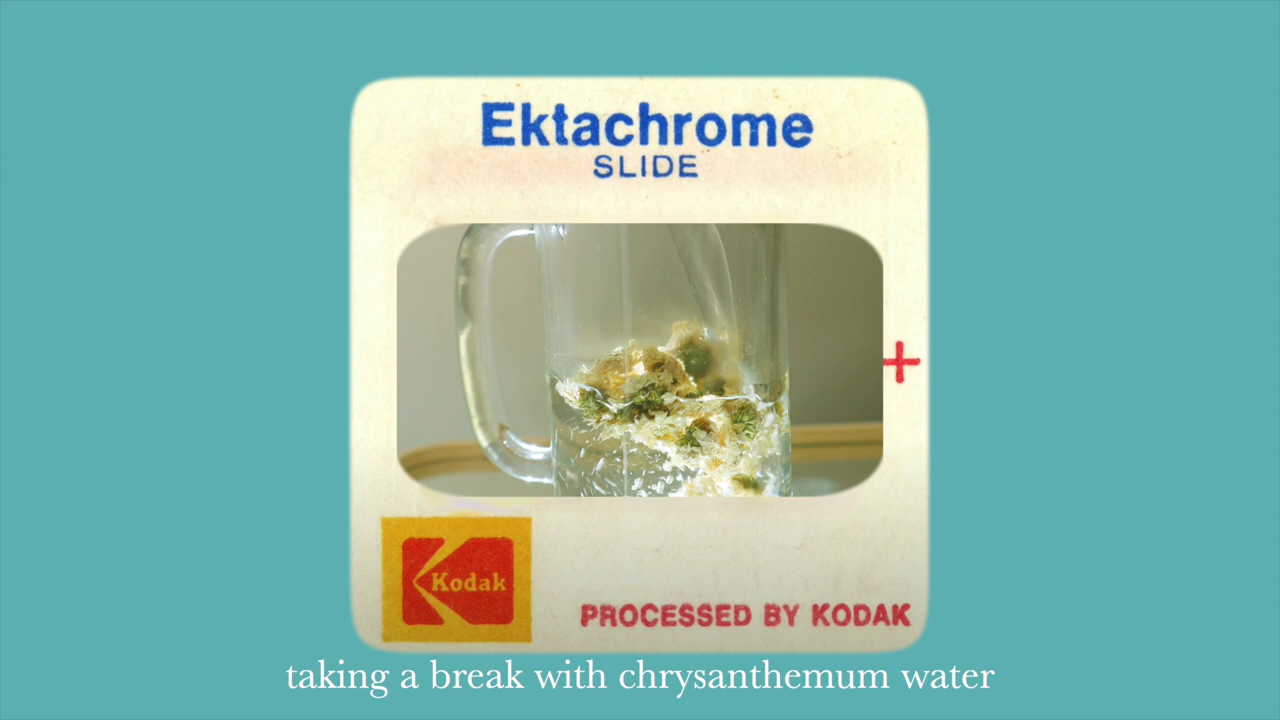 Ektachrome
SLIDE
+
Kodak
PROCESSED BY KODAK
taking a break with chrysanthemum water